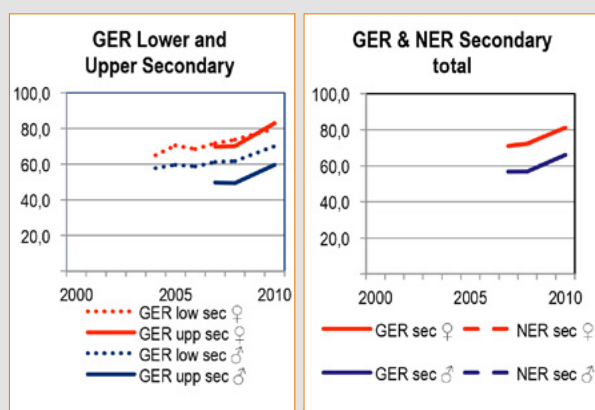 GER Lower and
Upper Secondary
100,0
80,0
60,0
40,0
20,0
2000 2005 2010
GER low sec ♀
GER upp sec ♀
GER low sec ♂
GER upp sec ♂
GER & NER Secondary
total
100,0
80,0
60,0
40,0
20,0
2000 2005 2010
GER sec ♀ NER sec ♀
GER sec ♂ NER sec ♂